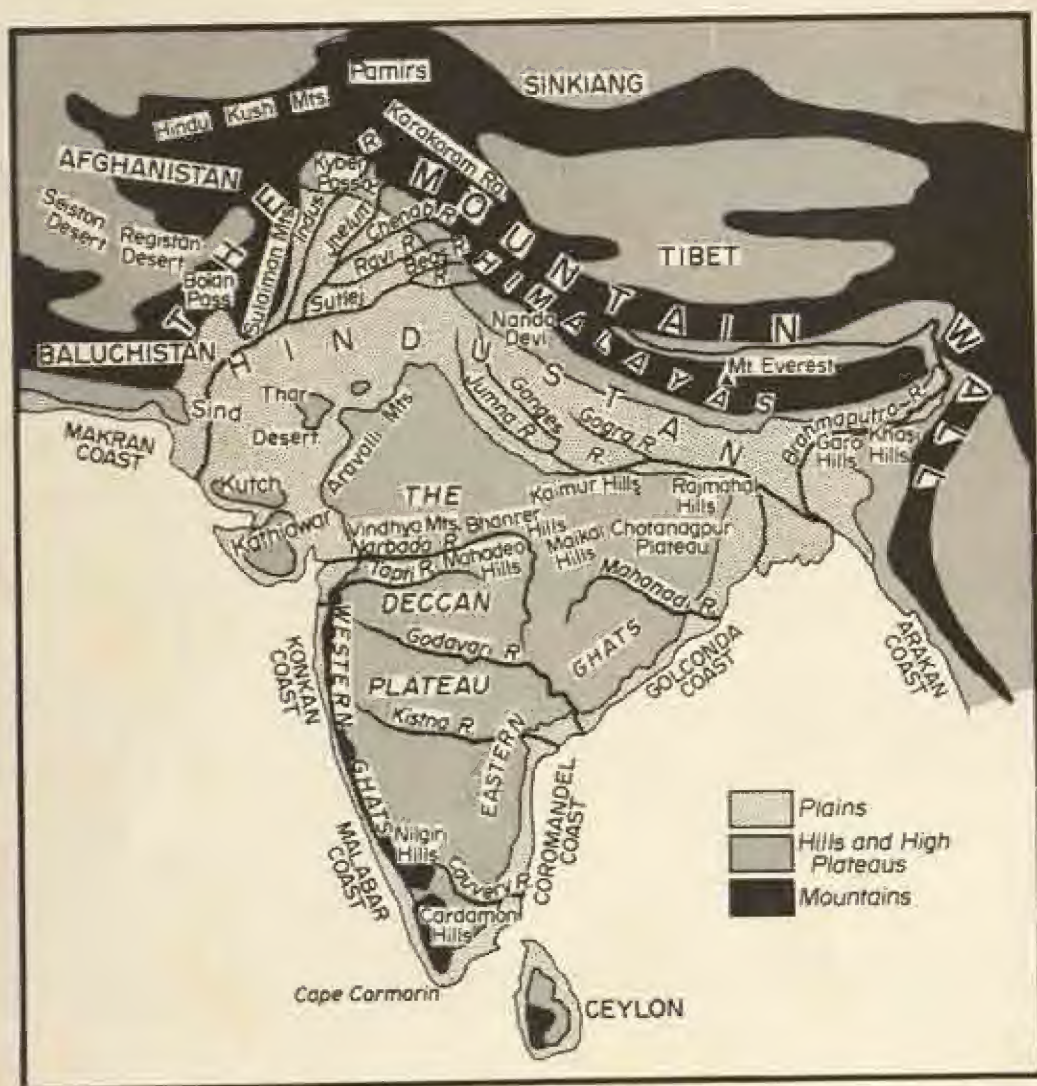 Pamirs
SINKIANG
Hindu Kush Mts.
Karakoram Ra.
AFGHANISTAN
Kyber
Pass
THE
R
MOUNTAIN
WALL
Seistan
Desert
Registan
Desert
Sulaiman Mts.
Indus
Jhelum
Chenab R
Ravi R.
Beas
R
R.
TIBET
Bolan
Pass
Sutlej
HIMALAYAS
Nanda
Devi
BALUCHISTAN
HINDUSTAN
Mt. Everest
Thar
Desert
Sind
MAKRAN
COAST
Aravalli Mts
Jumna R.
Ganges
R.
Gogra R.
Brahmaputra R.
Garo
Hills
Khasi
Hills
Kutch
Kathiawar
THE
DECCAN
PLATEAU
Kaimur Hills
Rajmahal
Hills
Vindhya Mts.
Bhanrer
Hills
Narbada R.
Maikal
Hills
Chotanagpur
Plateau
Tapti R.
Mahadeo
Hills
Mahanadi R.
Godavari R
Kistna R.
WESTERN GHATS
EASTERN GHATS
KONKAN
COAST
GOLCONDA
COAST
ARAKAN
COAST
COROMANDEL
COAST
MALABAR
COAST
Nilgiri
Hills
Cauvery R.
Cardamon
Hills
Cape Carmorin
CEYLON
Plains
Hills and High
Plateaus
Mountains